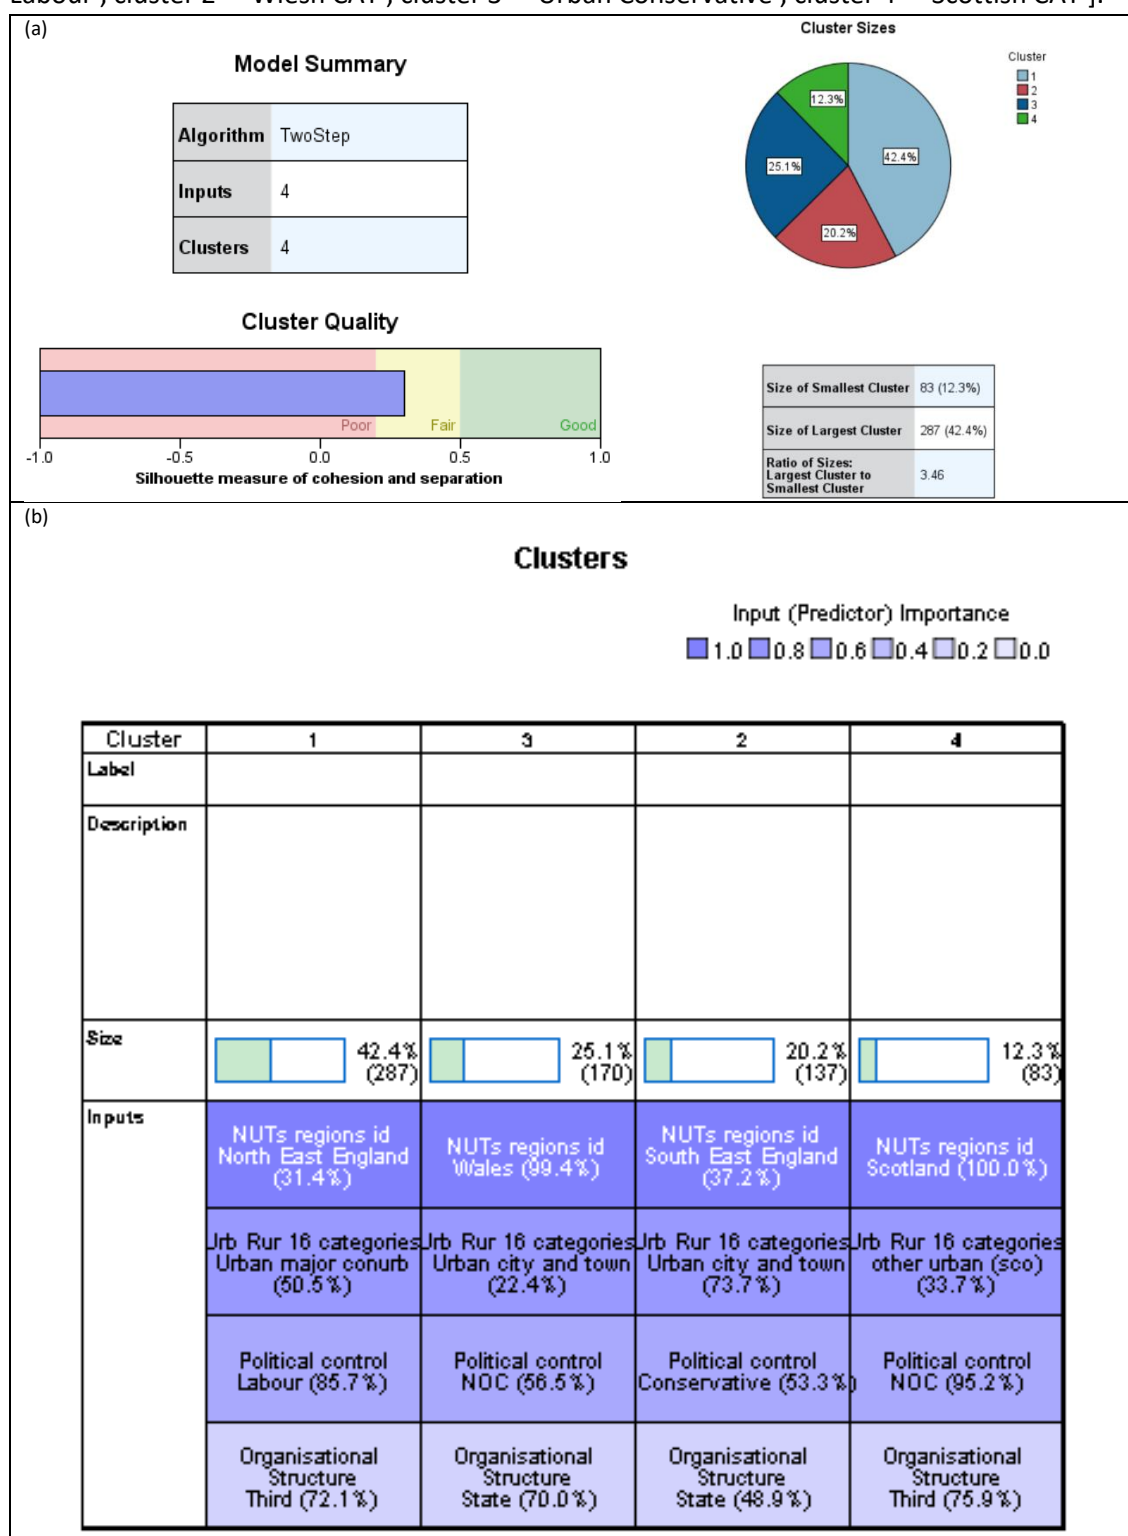 Labour', cluster 2 = 'Wlesh CAT', cluster 3 = 'Urban Conservative', cluster 4 = 'Scottish CAT'].
(a)
Model Summary
Algorithm TwoStep
Inputs 4
Clusters 4
Cluster Quality
Poor Fair Good
-1.0 -0.5 0.0 0.5 1.0
Silhouette measure of cohesion and separation
Cluster Sizes
Cluster
1
2
3
4
12.3%
42.4%
25.1%
20.2%
Size of Smallest Cluster 83 (12.3%)
Size of Largest Cluster 287 (42.4%)
Ratio of Sizes:
Largest Cluster to
Smallest Cluster
3.46
(b)
Clusters
Input (Predictor) Importance
1.0 0.8 0.6 0.4 0.2 0.0
Cluster 1 3 2 4
Label
Description
Size
42.4%
(287)
25.1%
(170)
20.2%
(137)
12.3%
(83)
Inputs
NUTs regions id
North East England
(31.4%)
NUTs regions id
Wales (99.4%)
NUTs regions id
South East England
(37.2%)
NUTs regions id
Scotland (100.0%)
Urb Rur 16 categories
Urban major conurb
(50.5%)
Urb Rur 16 categories
Urban city and town
(22.4%)
Urb Rur 16 categories
Urban city and town
(73.7%)
Urb Rur 16 categories
other urban (sco)
(33.7%)
Political control
Labour (85.7%)
Political control
NOC (56.5%)
Political control
Conservative (53.3%)
Political control
NOC (95.2%)
Organisational
Structure
Third (72.1%)
Organisational
Structure
State (70.0%)
Organisational
Structure
State (48.9%)
Organisational
Structure
Third (75.9%)